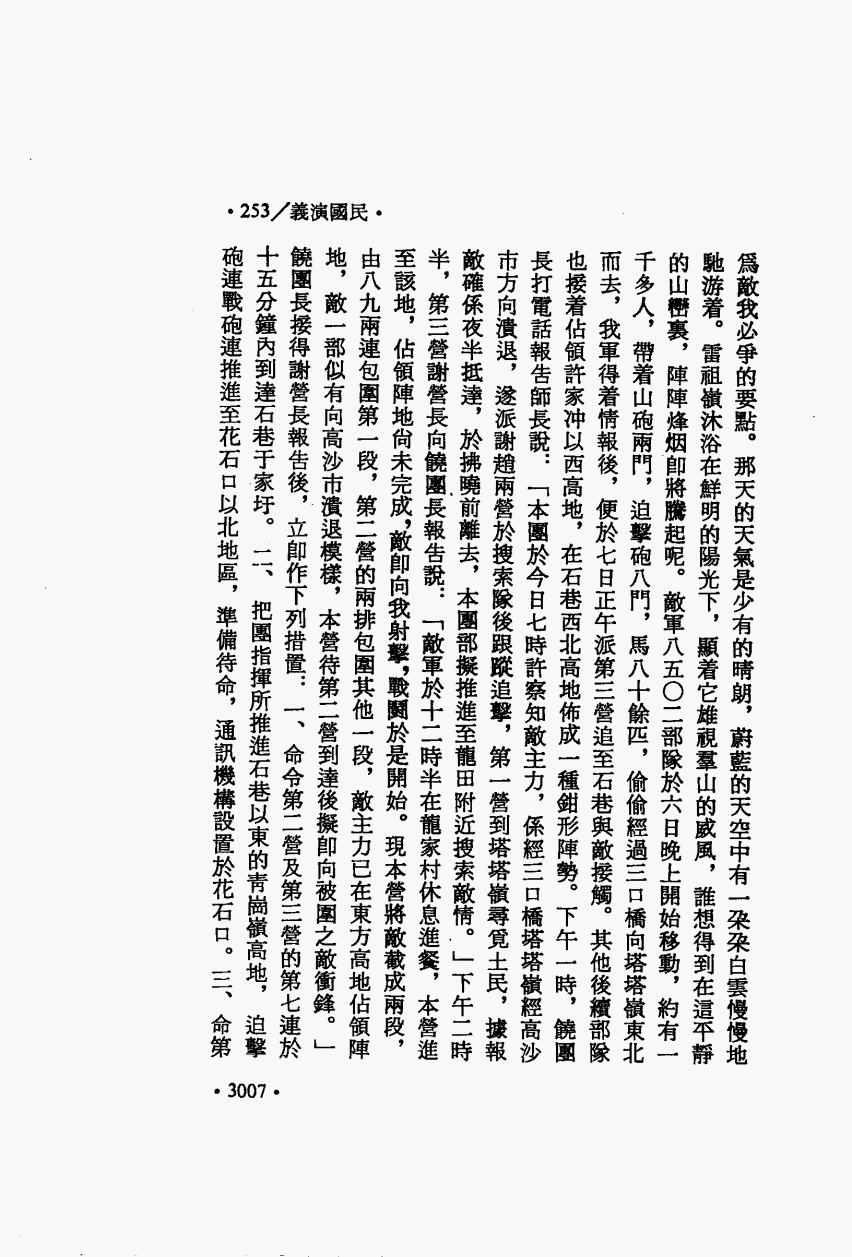 •253/義演國民•
爲敵我必爭的要點。那天的天氣是少有的晴朗，蔚藍的天空中有一朶朶白雲慢慢地
馳游着。雷祖嶺沐浴在鮮明的陽光下，顯着它雄視羣山的威風，誰想得到在這平靜
的山巒裏，陣陣烽烟卽將騰起呢。敵軍八五〇二部隊於六日晚上開始移動，約有一
千多人，帶着山砲兩門，迫擊砲八門，馬八十餘匹，偷偷經過三口橋向塔塔嶺東北
而去，我軍得着情報後，便於七日正午派第三營追至石巷與敵接觸。其他後續部隊
也接着佔領許家冲以西高地，在石巷西北高地佈成一種鉗形陣勢。下午一時，饒團
長打電話報吿師長說：「本團於今日七時許察知敵主力，係經三口橋塔塔嶺經高沙
市方向潰退，遂派謝趙兩營於搜索隊後跟蹤追擊，第一營到塔塔嶺尋覓土民，據報
敵確係夜半抵達，於拂曉前離去，本團部擬推進至龍田附近搜索敵情。」下午二時
半，第三營謝營長向饒團長報吿說：「敵軍於十二時半在龍家村休息進餐，本營進
至該地，佔領陣地尙未完成，敵卽向我射擊，戰鬪於是開始。現本營將敵截成兩段，
由八九兩連包圍第一段，第二營的兩排包圍其他一段，敵主力已在東方高地佔領陣
地，敵一部似有向高沙市潰退模樣，本營待第二營到達後擬卽向被圍之敵衝鋒。」
饒團長接得謝營長報吿後，立卽作下列措置：一、命令第二營及第三營的第七連於
十五分鐘內到達石巷于家圩。二、把團指揮所推進石巷以東的靑崗嶺高地，迫擊
砲連戰砲連推進至花石口以北地區，準備待命，通訊機構設置於花石口。三、命第
•3007•